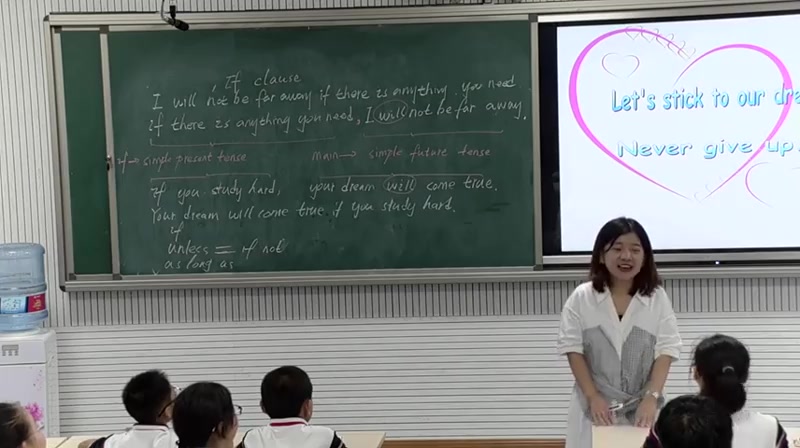 If clause
I will not be far away if there is anything you need.
if there is anything you need, I will not be far away.
if → simple present tense main → simple future tense
If you study hard, your dream will come true.
Your dream will come true if you study hard.
if
unless = if not
as long as
Let's stick to our
Never give up